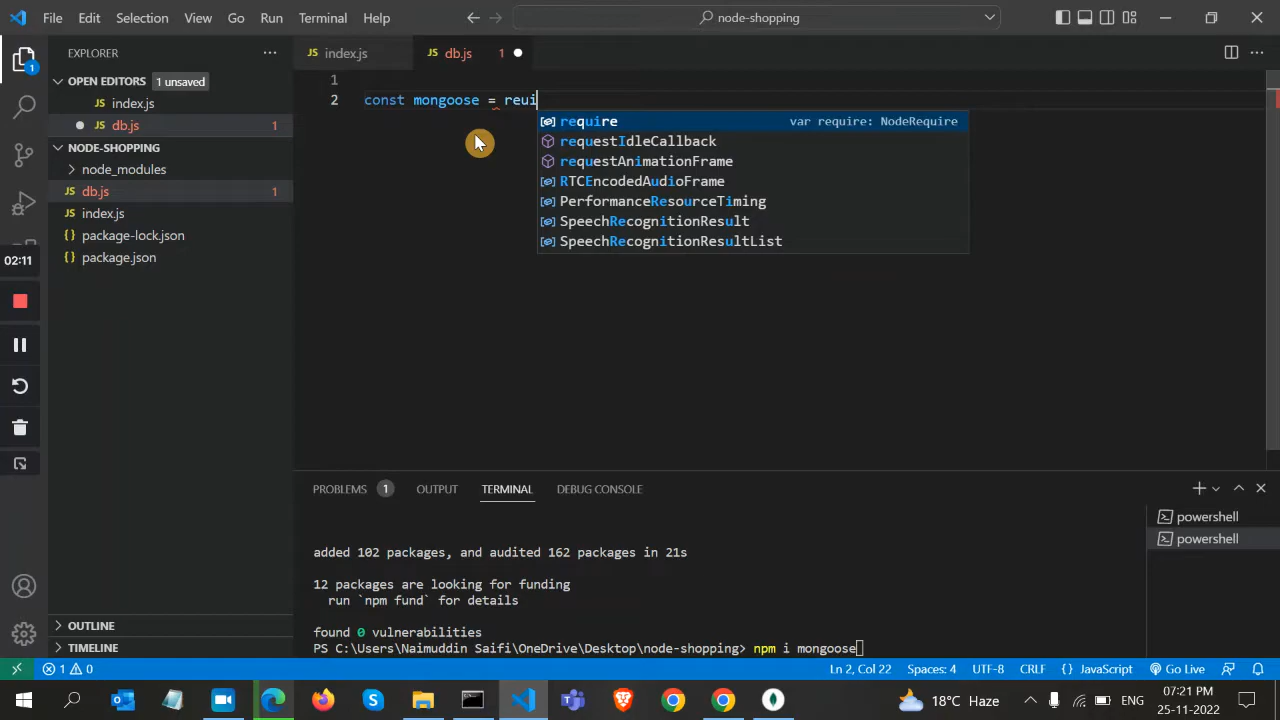 File Edit Selection View Go Run Terminal Help
node-shopping
EXPLORER
index.js
db.js 1
OPEN EDITORS 1 unsaved
index.js
db.js 1
NODE-SHOPPING
node_modules
db.js 1
index.js
package-lock.json
package.json
02:11
OUTLINE
TIMELINE
1
2 const mongoose = reui
require var require: NodeRequire
requestIdleCallback
requestAnimationFrame
RTCEncodedAudioFrame
PerformanceResourceTiming
SpeechRecognitionResult
SpeechRecognitionResultList
PROBLEMS 1 OUTPUT TERMINAL DEBUG CONSOLE
powershell
powershell
added 102 packages, and audited 162 packages in 21s
12 packages are looking for funding
run `npm fund` for details
found 0 vulnerabilities
PS C:\Users\Naimuddin Saifi\OneDrive\Desktop\node-shopping> npm i mongoose
1 0 Ln 2, Col 22 Spaces: 4 UTF-8 CRLF {} JavaScript Go Live
18°C Haze ENG 7:21 PM
25-11-2022